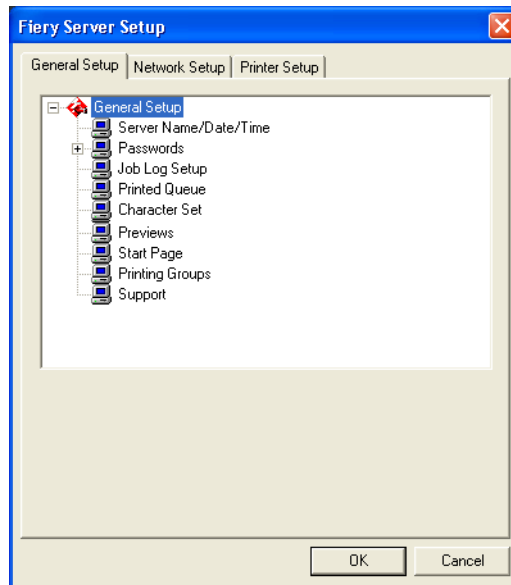 Fiery Server Setup
General Setup Network Setup Printer Setup
General Setup
Server Name/Date/Time
Passwords
Job Log Setup
Printed Queue
Character Set
Previews
Start Page
Printing Groups
Support
OK Cancel